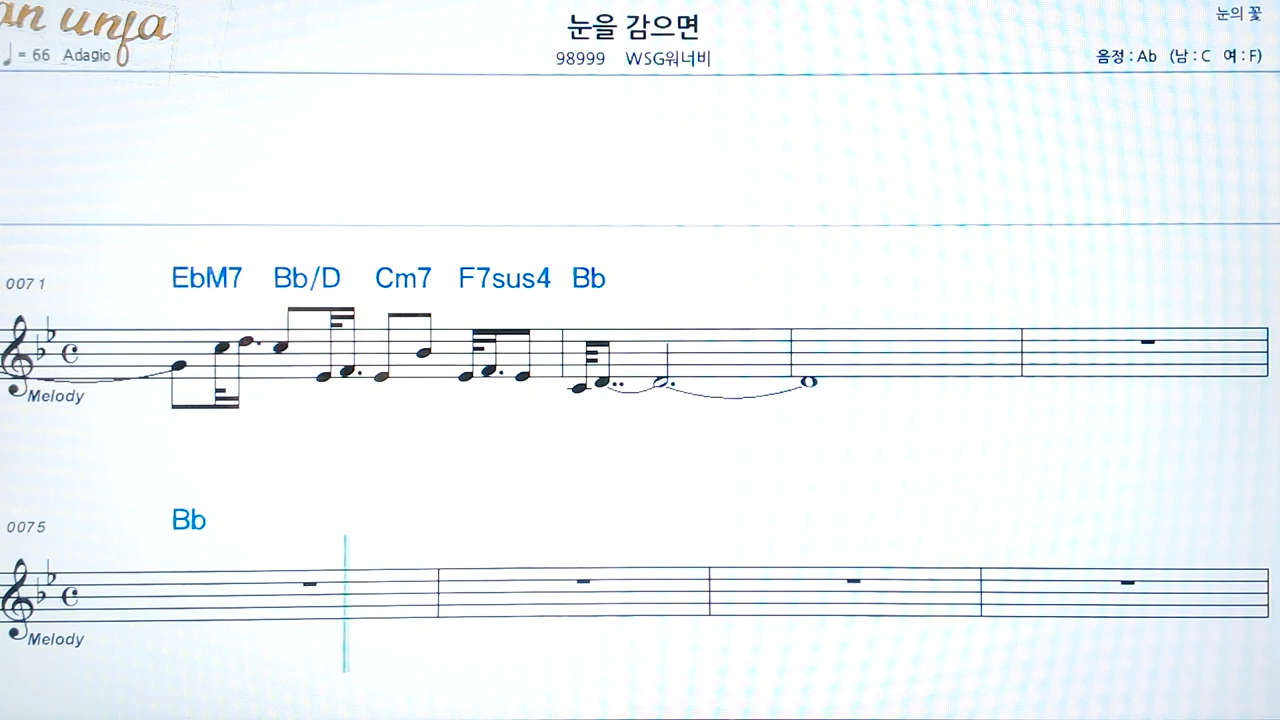 an unfa
눈을 감으면
눈의 꽃
♩= 66 Adagio
98999 WSG워너비
음정 : Ab (남 : C 여 : F)
EbM7 Bb/D Cm7 F7sus4 Bb
0071
Melody
Bb
0075
Melody